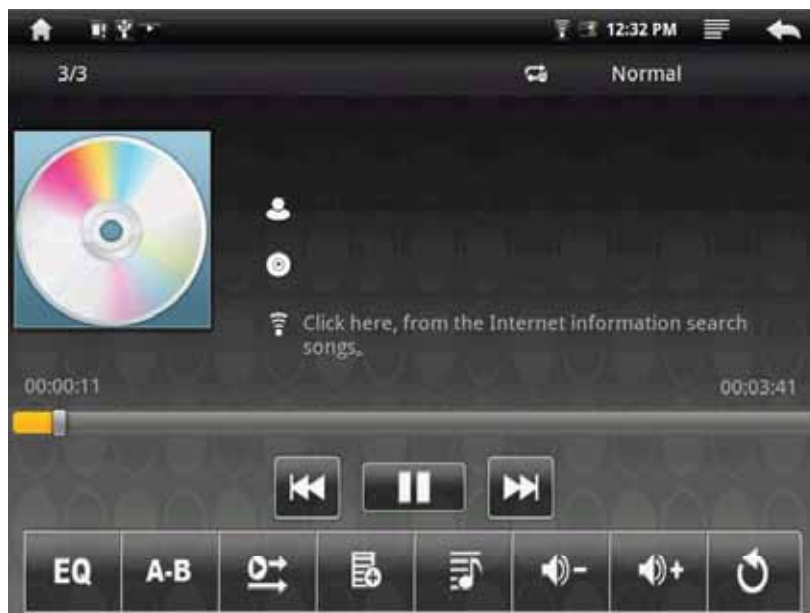 12:32 PM
3/3
Normal
Click here, from the Internet information search
songs。
00:00:11
00:03:41
EQ
A-B